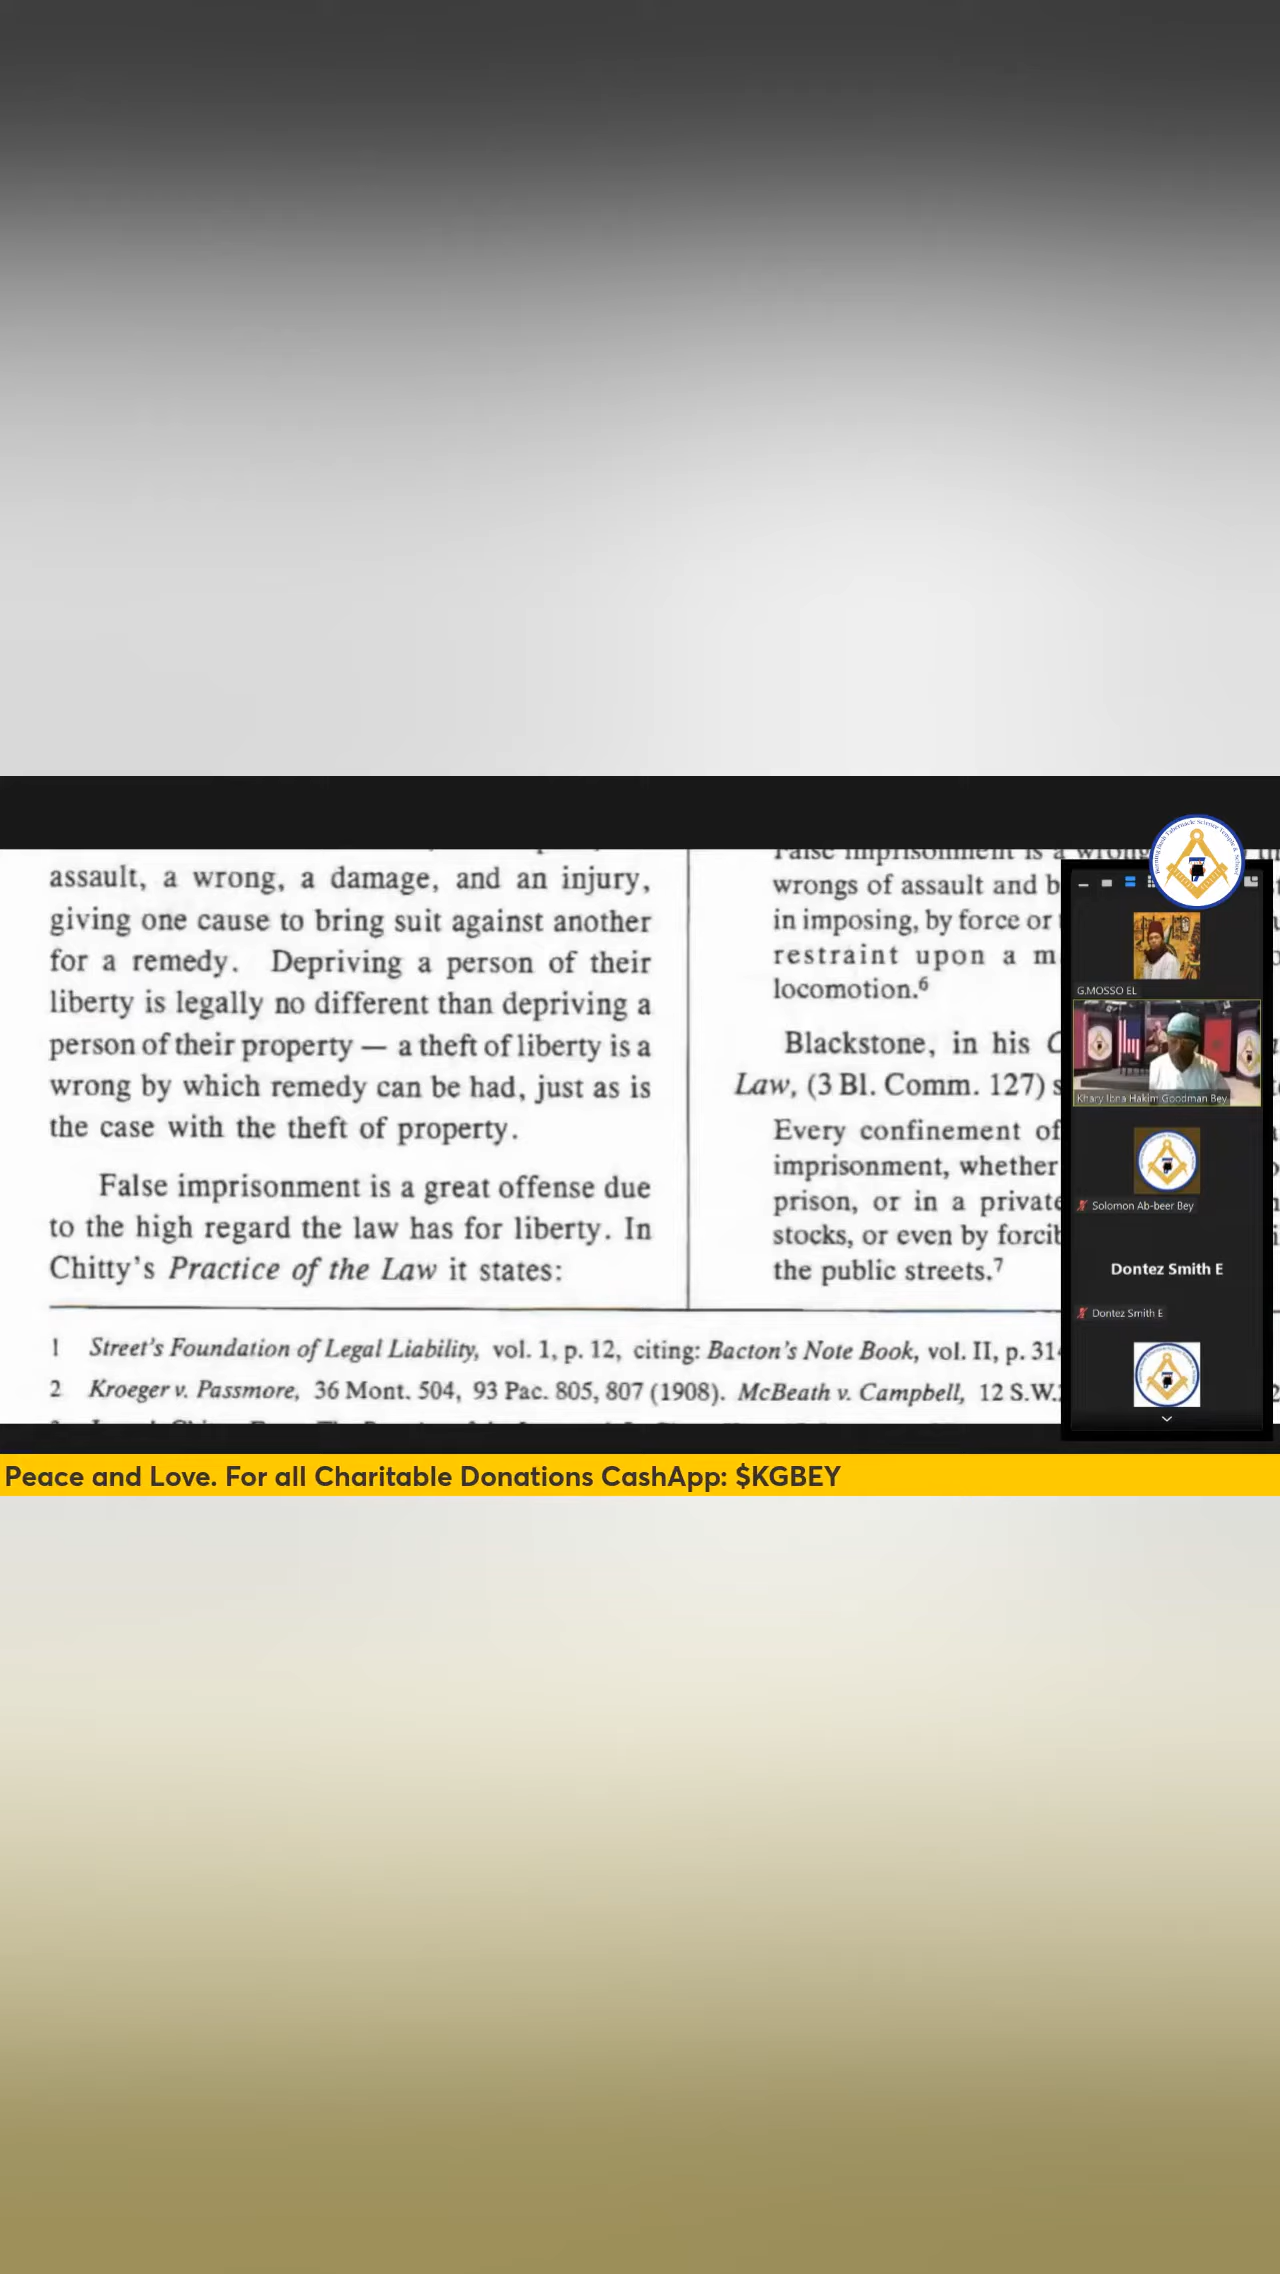 assault, a wrong, a damage, and an injury,
giving one cause to bring suit against another
for a remedy. Depriving a person of their
liberty is legally no different than depriving a
person of their property — a theft of liberty is a
wrong by which remedy can be had, just as is
the case with the theft of property.
False imprisonment is a great offense due
to the high regard the law has for liberty. In
Chitty's Practice of the Law it states:
False imprisonment is a wrong
wrongs of assault and b
in imposing, by force or
restraint upon a m
locomotion.6
Blackstone, in his C
Law, (3 Bl. Comm. 127) s
Every confinement of
imprisonment, whether
prison, or in a private
stocks, or even by forcib
the public streets.7
1 Street's Foundation of Legal Liability, vol. 1, p. 12, citing: Bacton's Note Book, vol. II, p. 314
2 Kroeger v. Passmore, 36 Mont. 504, 93 Pac. 805, 807 (1908). McBeath v. Campbell, 12 S.W.
G.MOSSO EL
Khary Ibna Hakim Goodman Bey
Solomon Ab-beer Bey
Dontez Smith E
Dontez Smith E
Peace and Love. For all Charitable Donations CashApp: $KGBEY